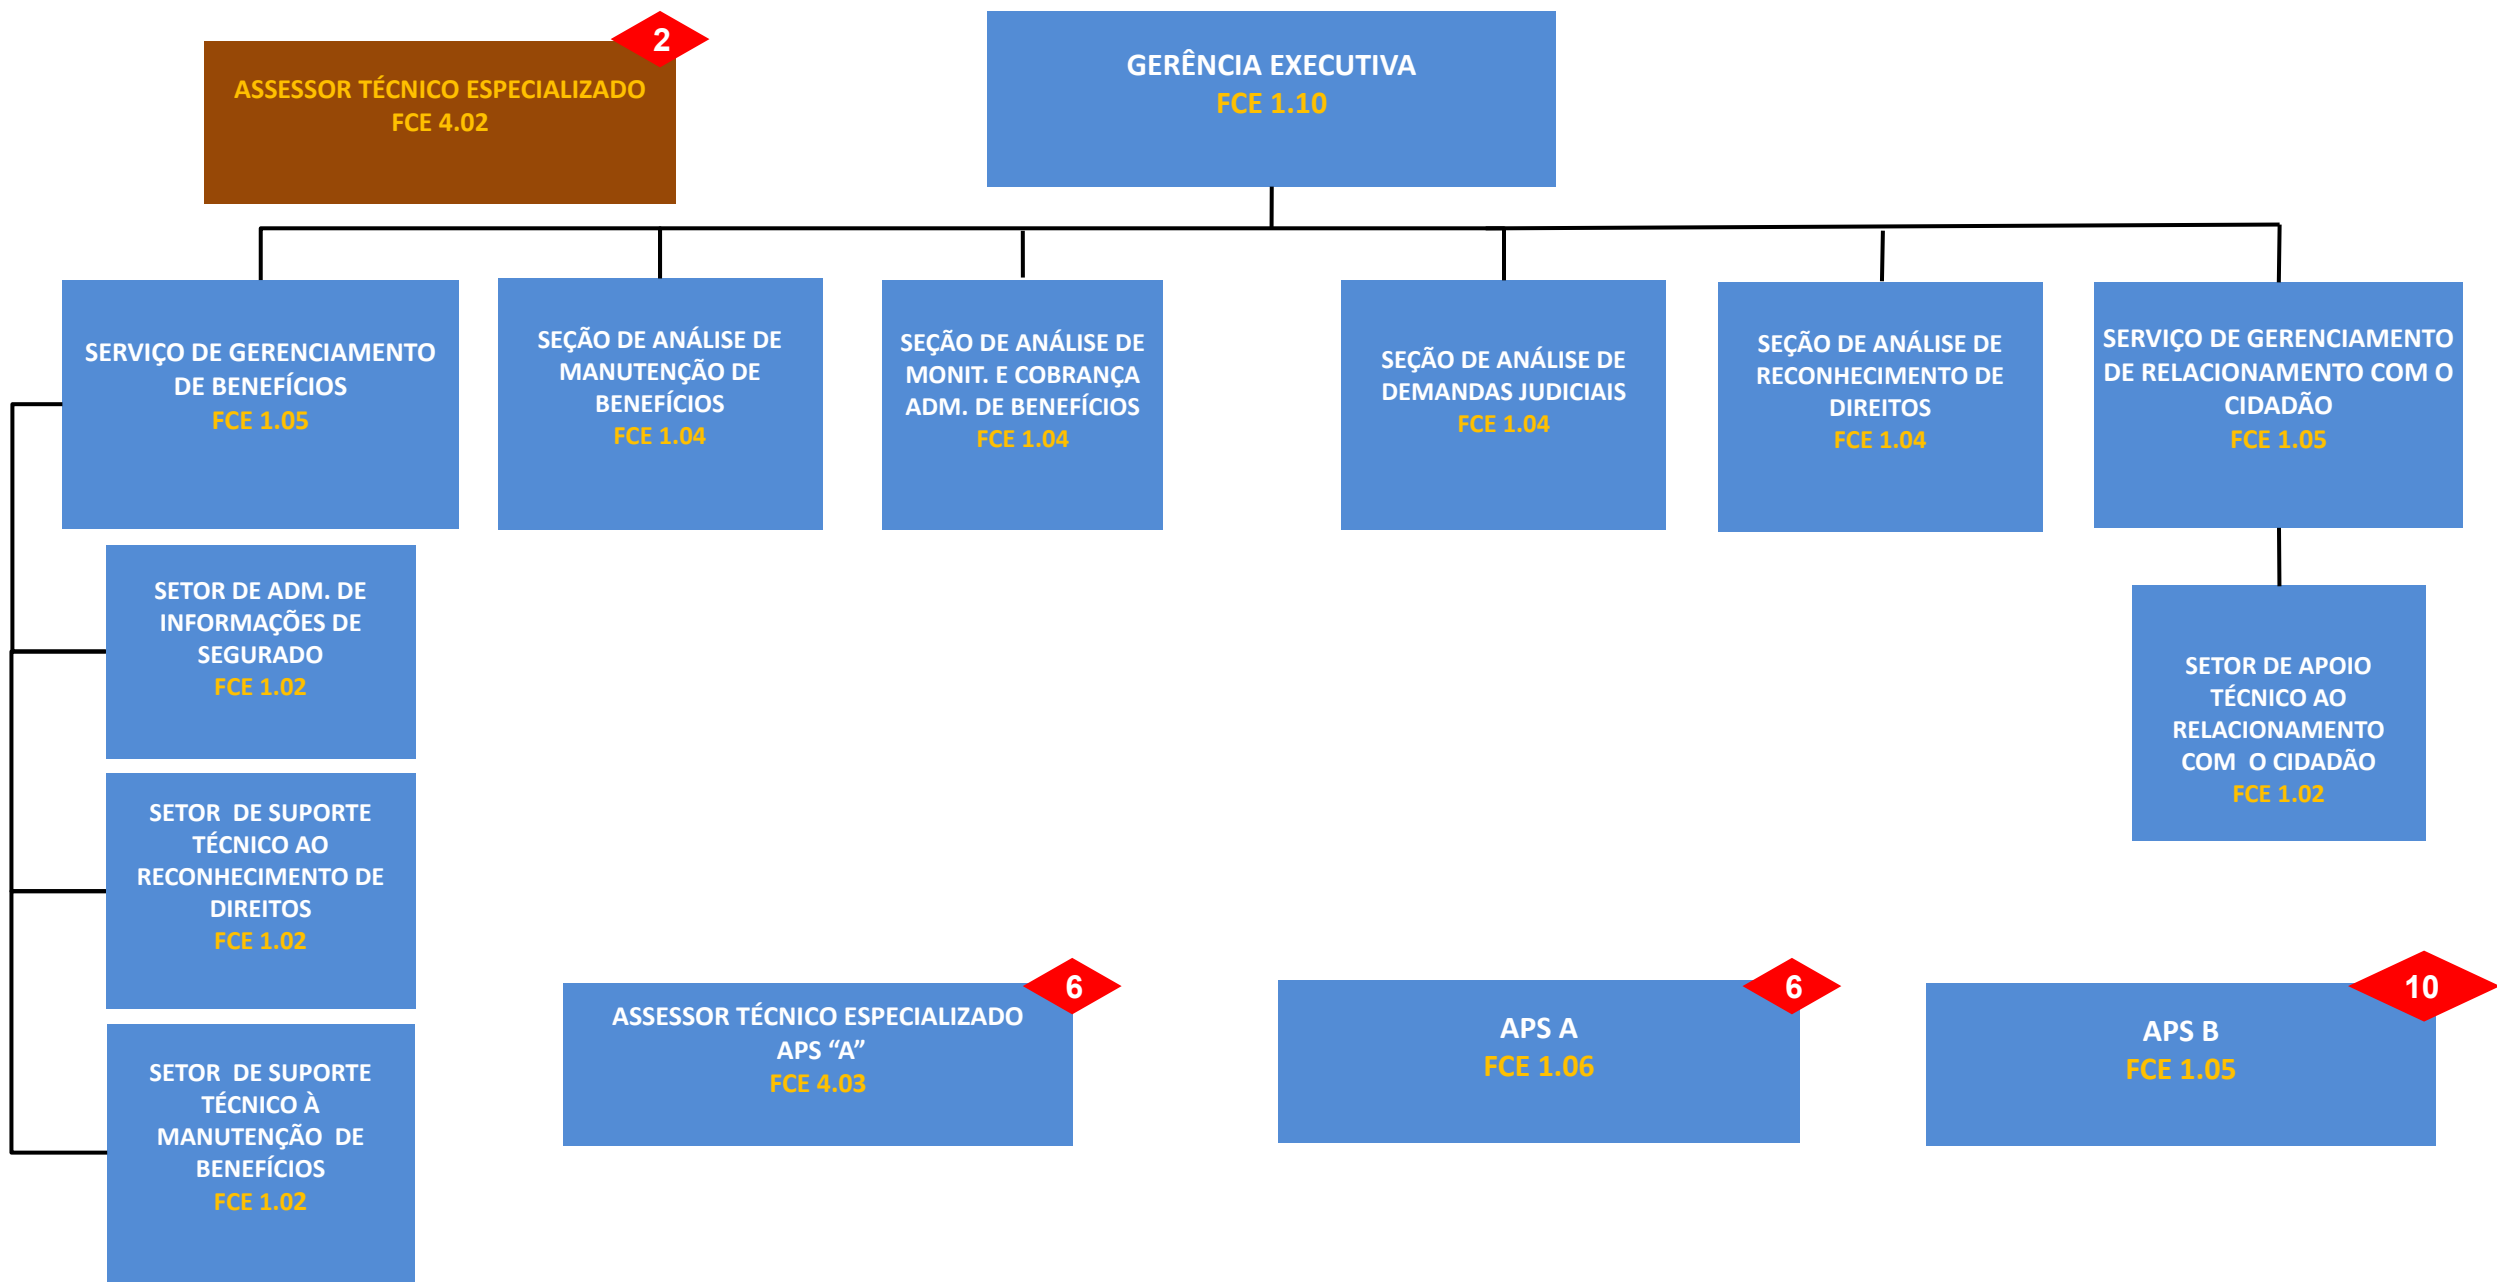 2
ASSESSOR TÉCNICO ESPECIALIZADO
FCE 4.02
GERÊNCIA EXECUTIVA
FCE 1.10
SERVIÇO DE GERENCIAMENTO
DE BENEFÍCIOS
FCE 1.05
SEÇÃO DE ANÁLISE DE
MANUTENÇÃO DE
BENEFÍCIOS
FCE 1.04
SEÇÃO DE ANÁLISE DE
MONIT. E COBRANÇA
ADM. DE BENEFÍCIOS
FCE 1.04
SEÇÃO DE ANÁLISE DE
DEMANDAS JUDICIAIS
FCE 1.04
SEÇÃO DE ANÁLISE DE
RECONHECIMENTO DE
DIREITOS
FCE 1.04
SERVIÇO DE GERENCIAMENTO
DE RELACIONAMENTO COM O
CIDADÃO
FCE 1.05
SETOR DE ADM. DE
INFORMAÇÕES DE
SEGURADO
FCE 1.02
SETOR DE APOIO
TÉCNICO AO
RELACIONAMENTO
COM O CIDADÃO
FCE 1.02
SETOR DE SUPORTE
TÉCNICO AO
RECONHECIMENTO DE
DIREITOS
FCE 1.02
SETOR DE SUPORTE
TÉCNICO À
MANUTENÇÃO DE
BENEFÍCIOS
FCE 1.02
6
ASSESSOR TÉCNICO ESPECIALIZADO
APS “A”
FCE 4.03
6
APS A
FCE 1.06
10
APS B
FCE 1.05